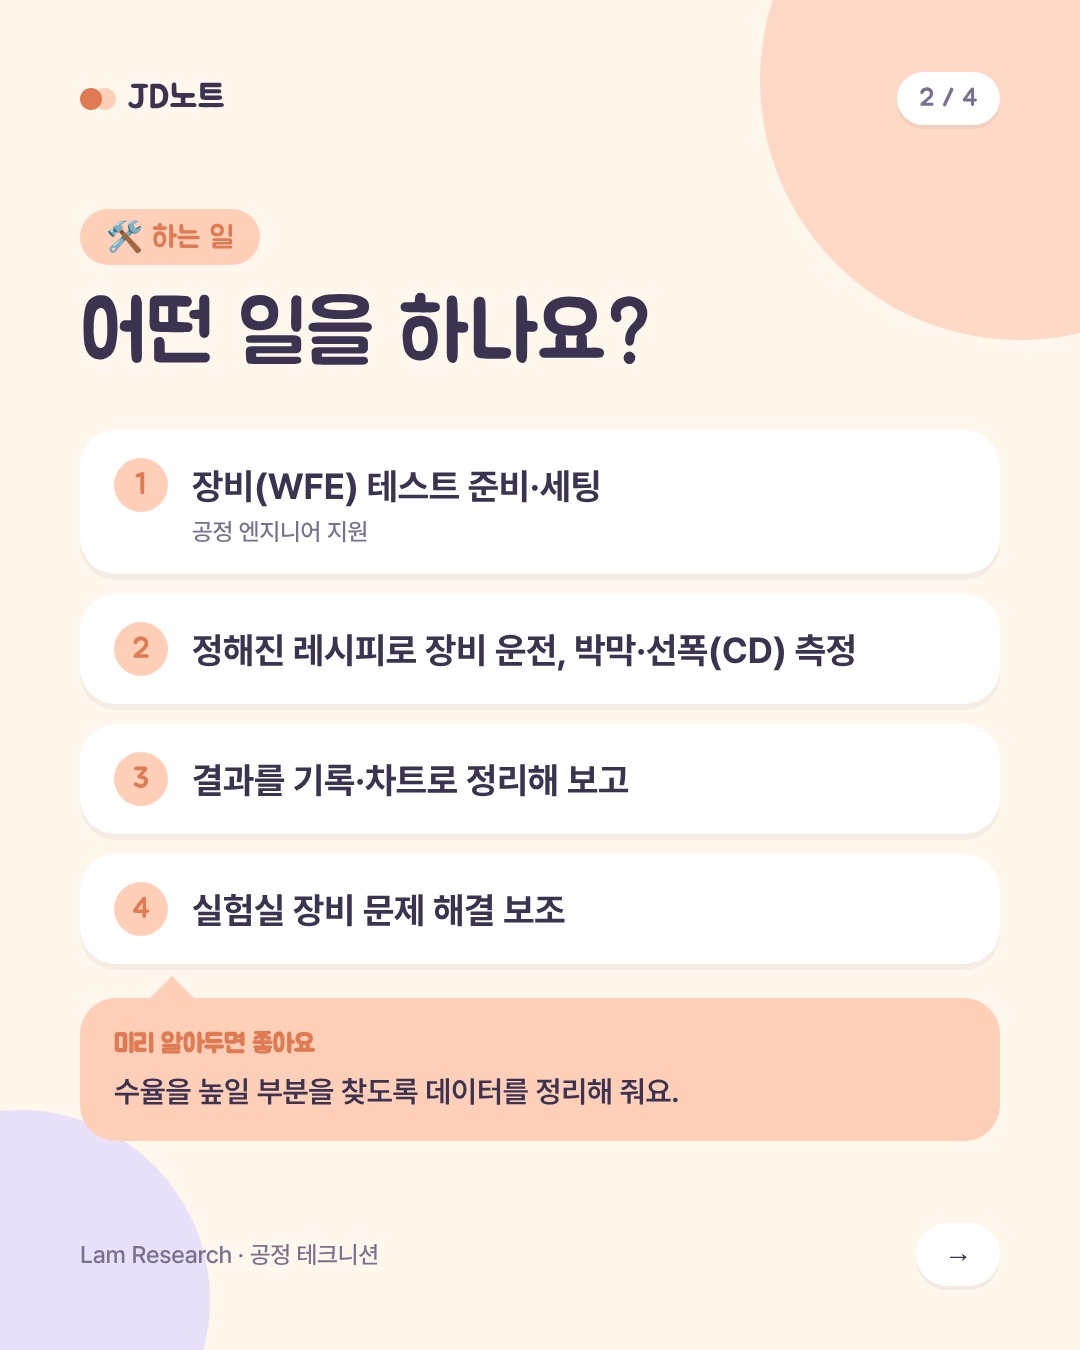 JD노트
2 / 4
🛠️ 하는 일
어떤 일을 하나요?
1 장비(WFE) 테스트 준비·세팅
공정 엔지니어 지원
2 정해진 레시피로 장비 운전, 박막·선폭(CD) 측정
3 결과를 기록·차트로 정리해 보고
4 실험실 장비 문제 해결 보조
미리 알아두면 좋아요
수율을 높일 부분을 찾도록 데이터를 정리해 줘요.
Lam Research · 공정 테크니션
→